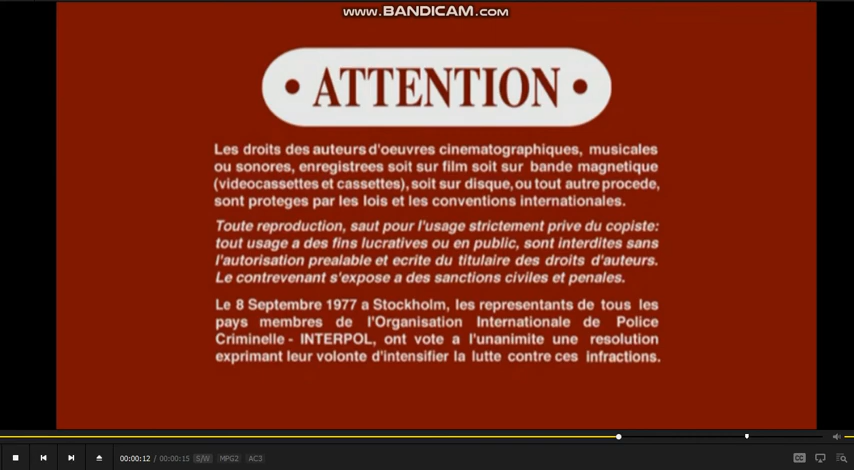 WWW.BANDICAM.COM
• ATTENTION •
Les droits des auteurs d'oeuvres cinematographiques, musicales
ou sonores, enregistrees soit sur film soit sur bande magnetique
(videocassettes et cassettes), soit sur disque, ou tout autre procede,
sont proteges par les lois et les conventions internationales.
Toute reproduction, saut pour l'usage strictement prive du copiste:
tout usage a des fins lucratives ou en public, sont interdites sans
l'autorisation prealable et ecrite du titulaire des droits d'auteurs.
Le contrevenant s'expose a des sanctions civiles et penales.
Le 8 Septembre 1977 a Stockholm, les representants de tous les
pays membres de l'Organisation Internationale de Police
Criminelle - INTERPOL, ont vote a l'unanimite une resolution
exprimant leur volonte d'intensifier la lutte contre ces infractions.
00:00:12 / 00:00:15 S/W MPG2 AC3 CC